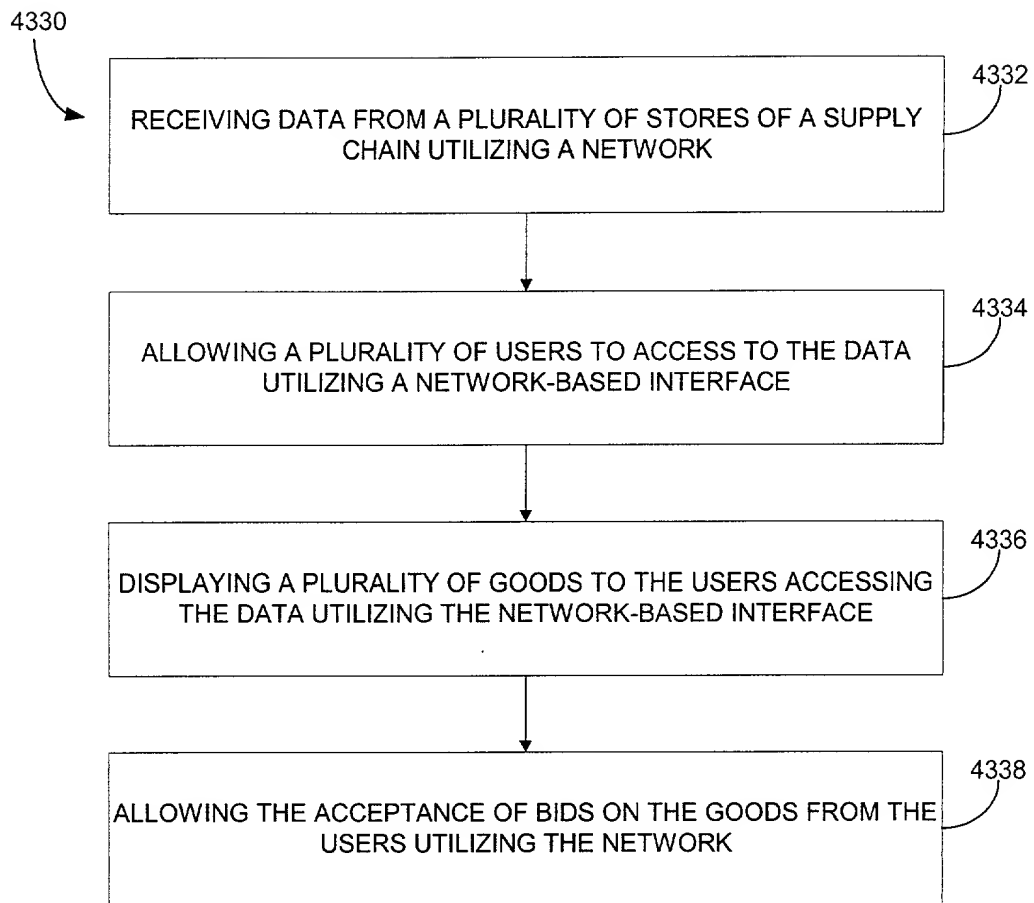 4330
4332
RECEIVING DATA FROM A PLURALITY OF STORES OF A SUPPLY
CHAIN UTILIZING A NETWORK
4334
ALLOWING A PLURALITY OF USERS TO ACCESS TO THE DATA
UTILIZING A NETWORK-BASED INTERFACE
4336
DISPLAYING A PLURALITY OF GOODS TO THE USERS ACCESSING
THE DATA UTILIZING THE NETWORK-BASED INTERFACE
4338
ALLOWING THE ACCEPTANCE OF BIDS ON THE GOODS FROM THE
USERS UTILIZING THE NETWORK